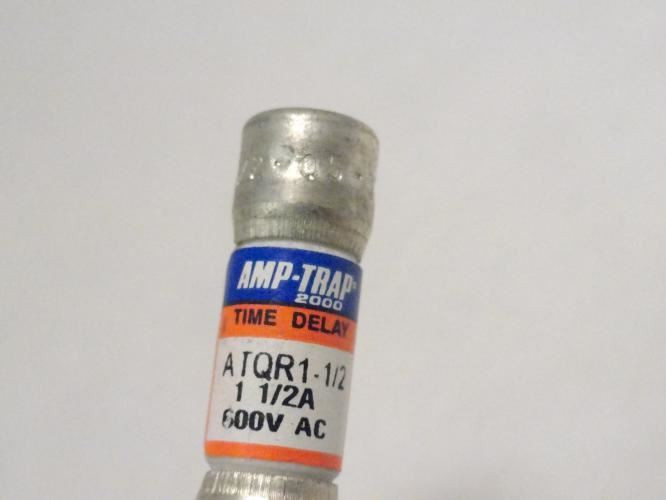 AMP-TRAP®
2000
TIME DELAY
ATQR1-1/2
1 1/2A
600V AC